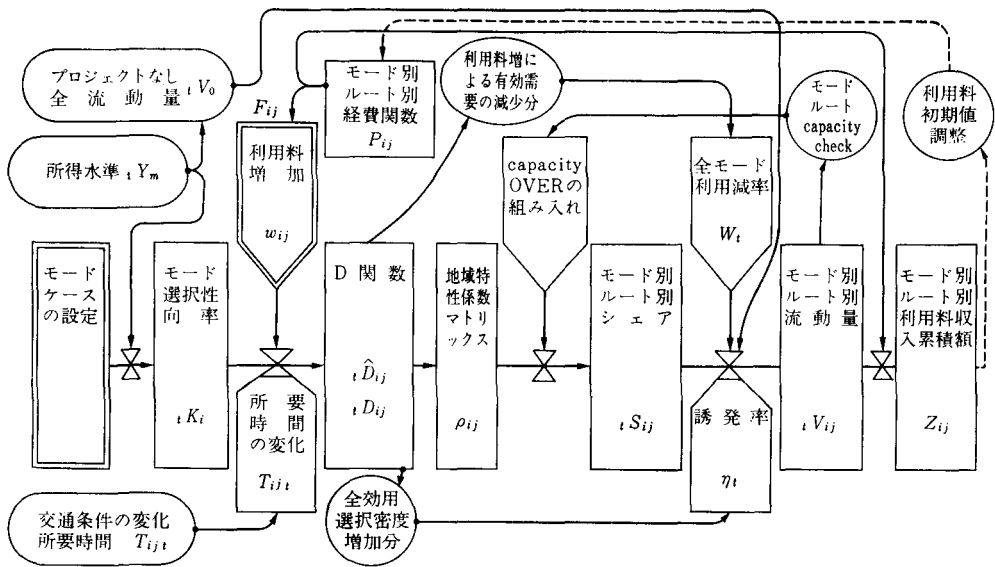 プロジェクトなし
全流動量 tV0
所得水準 tYm
Fij
利用料
増加
wij
モード別
ルート別
経費関数
Pij
利用料増に
よる有効需
要の減少分
モード
ルート
capacity
check
利用料
初期値
調整
capacity
OVERの
組み入れ
全モード
利用減率
Wt
モード
ケース
の設定
モード
選択性
向率
tKi
D関数
tD̂ij
tDij
地域特
性係数
マトリ
ックス
ρij
モード別
ルート別
シェア
tSij
モード別
ルート別
流動量
tVij
モード別
ルート別
利用料収
入累積額
Zij
所要
時間
の変化
Tijt
誘発率
ηt
交通条件の変化
所要時間 Tijt
全効用
選択密度
増加分